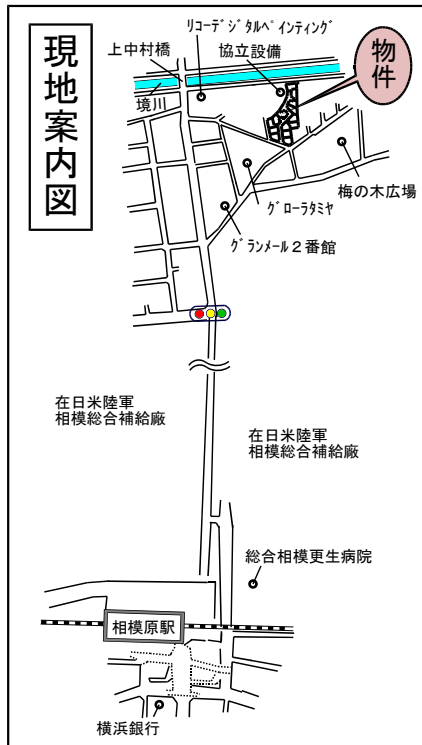 現地案内図
リコーデジタルペインティング
上中村橋
協立設備
物件
境川
梅の木広場
グローラタミヤ
グランメール2番館
在日米陸軍
相模総合補給廠
在日米陸軍
相模総合補給廠
総合相模更生病院
相模原駅
横浜銀行